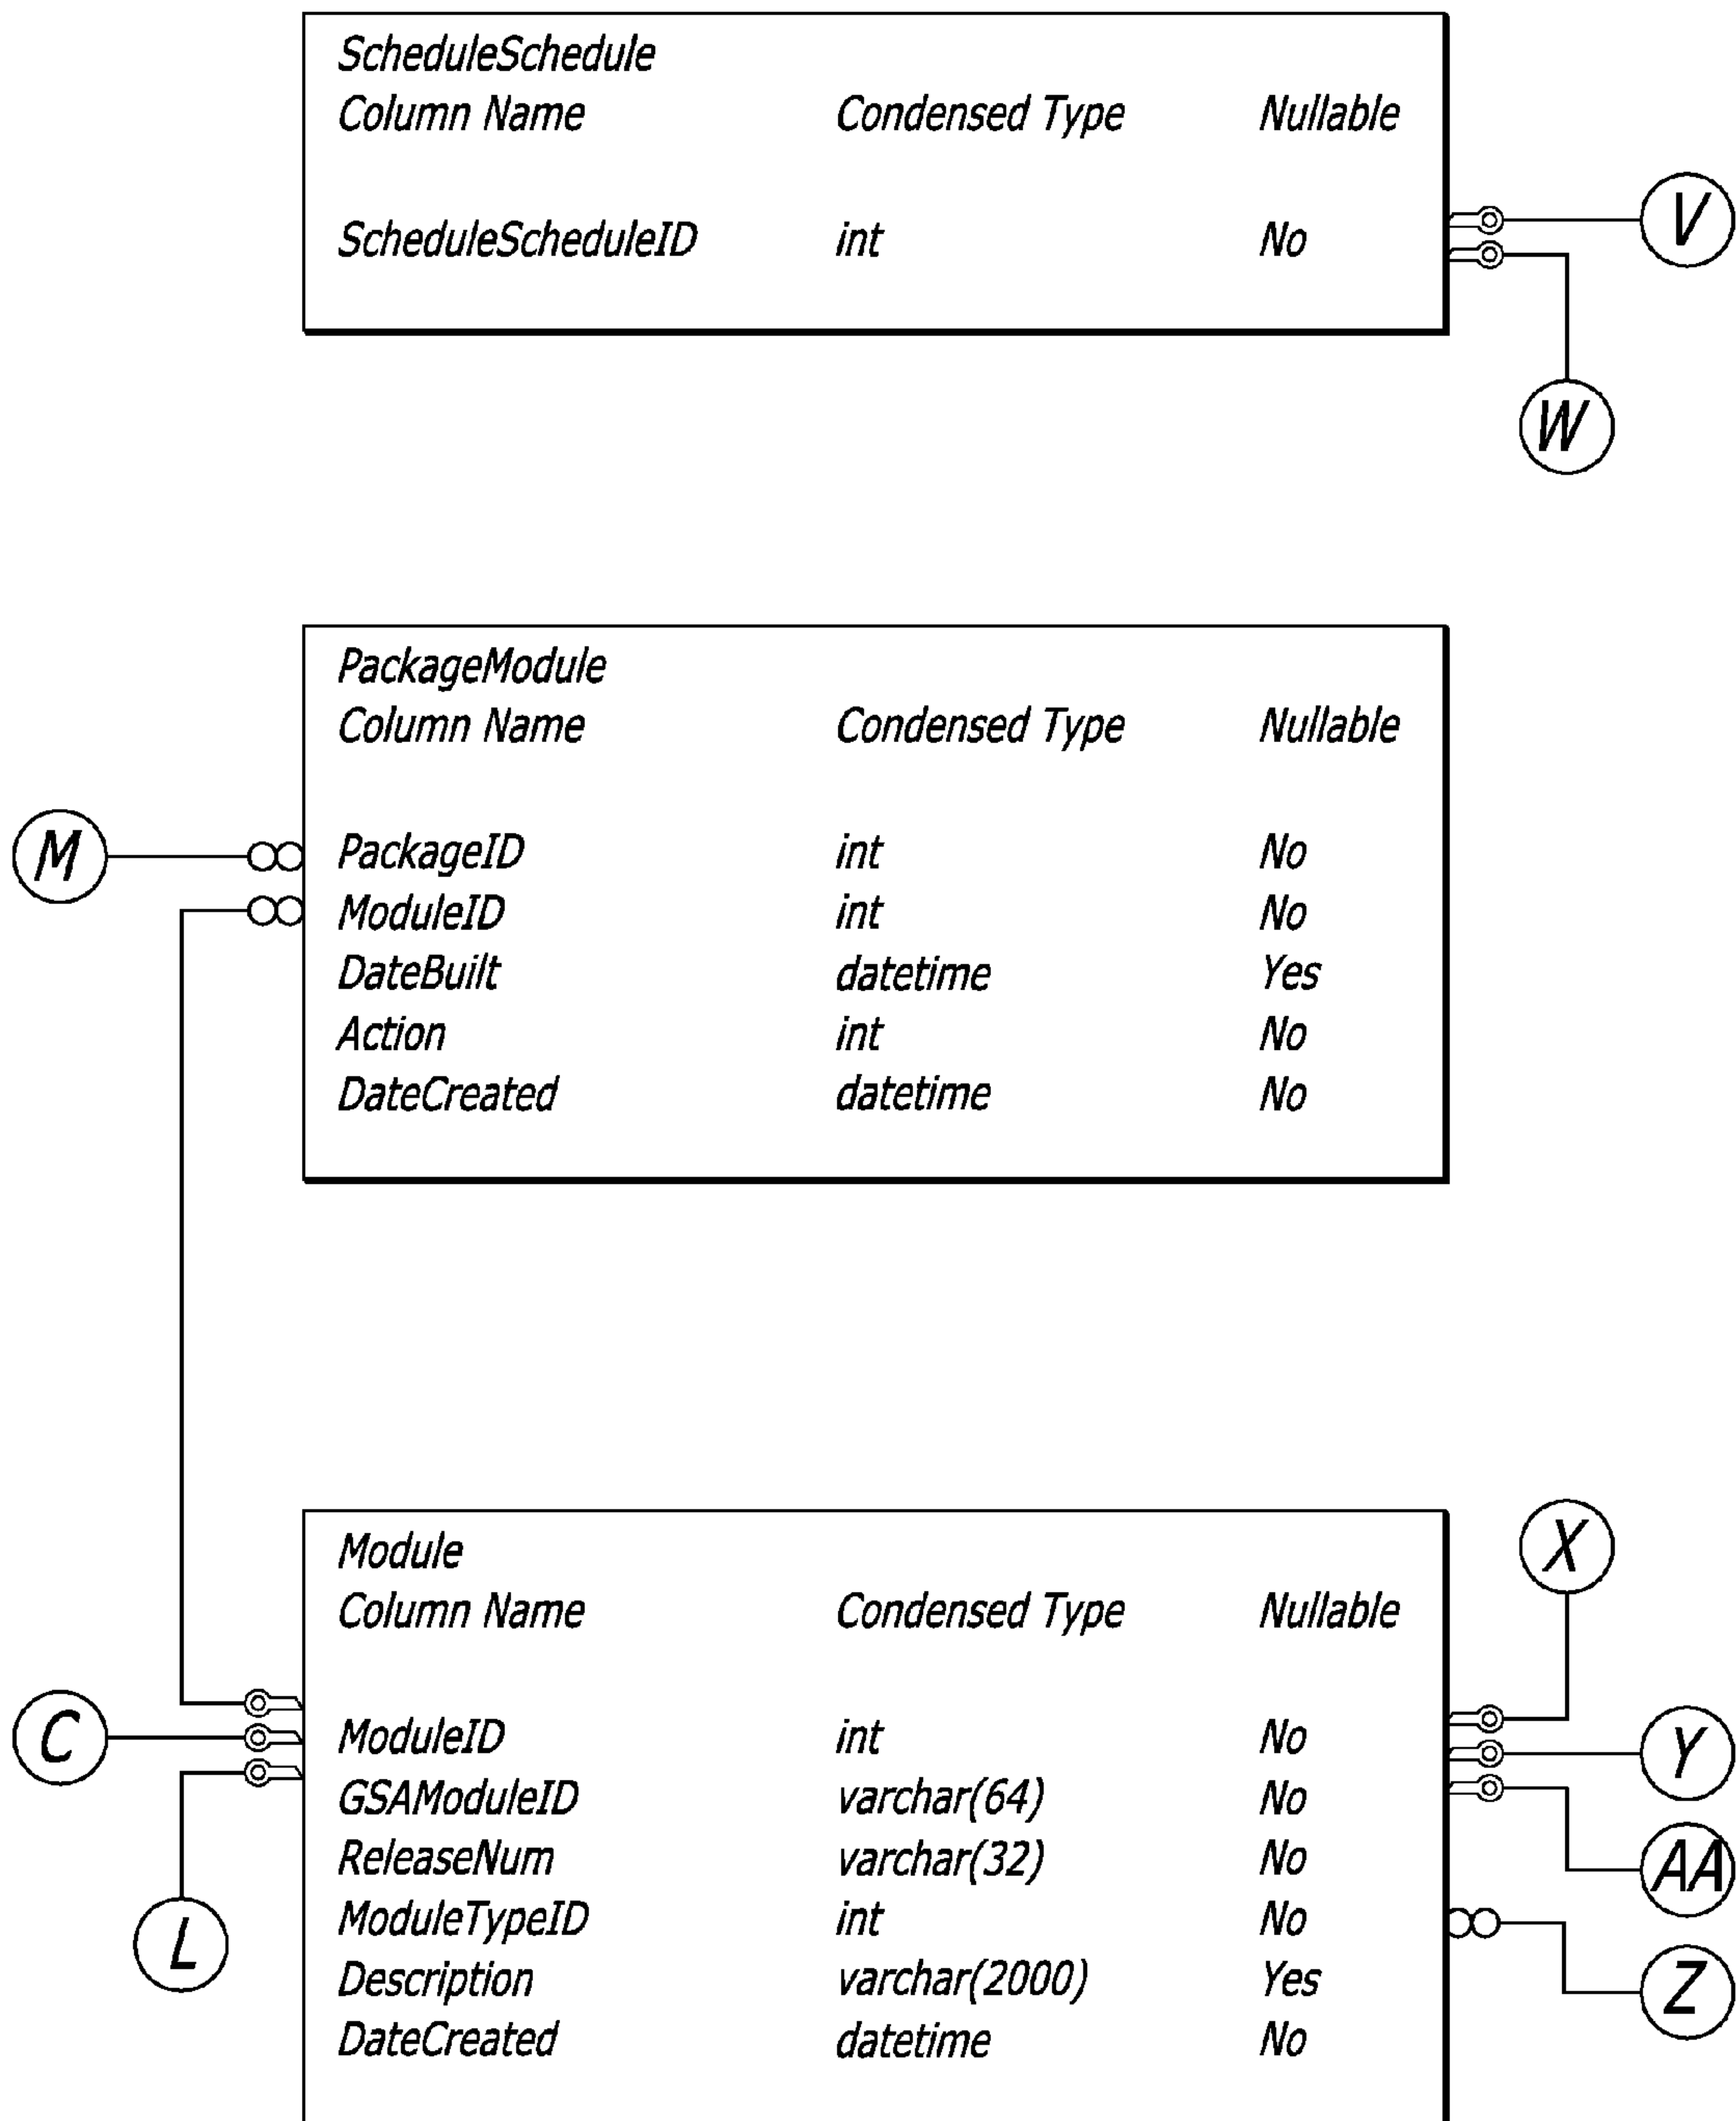 ScheduleSchedule
Column Name Condensed Type Nullable
ScheduleScheduleID int No
V
W
PackageModule
Column Name Condensed Type Nullable
M
PackageID int No
ModuleID int No
DateBuilt datetime Yes
Action int No
DateCreated datetime No
Module
X
Column Name Condensed Type Nullable
C
ModuleID int No
Y
GSAModuleID varchar(64) No
ReleaseNum varchar(32) No
AA
ModuleTypeID int No
L
Description varchar(2000) Yes
Z
DateCreated datetime No